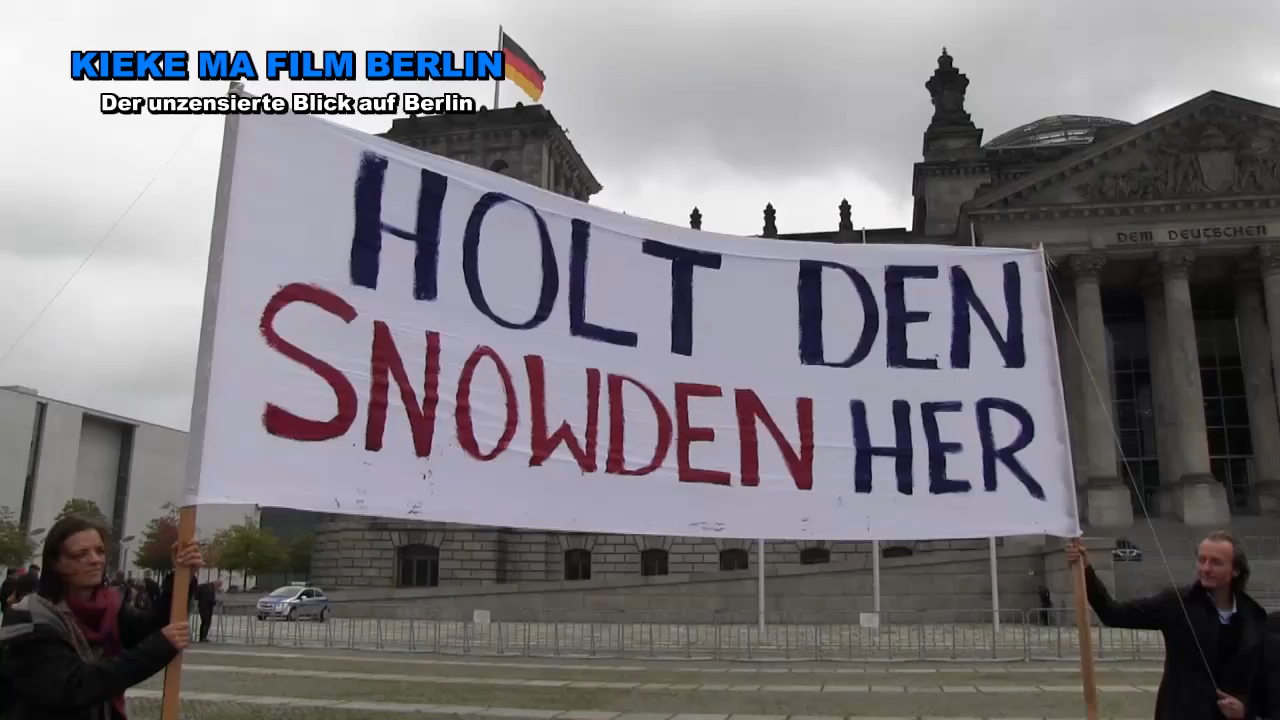 KIEKE MA FILM BERLIN
Der unzensierte Blick auf Berlin
HOLT DEN
SNOWDEN HER
DEM DEUTSCHEN